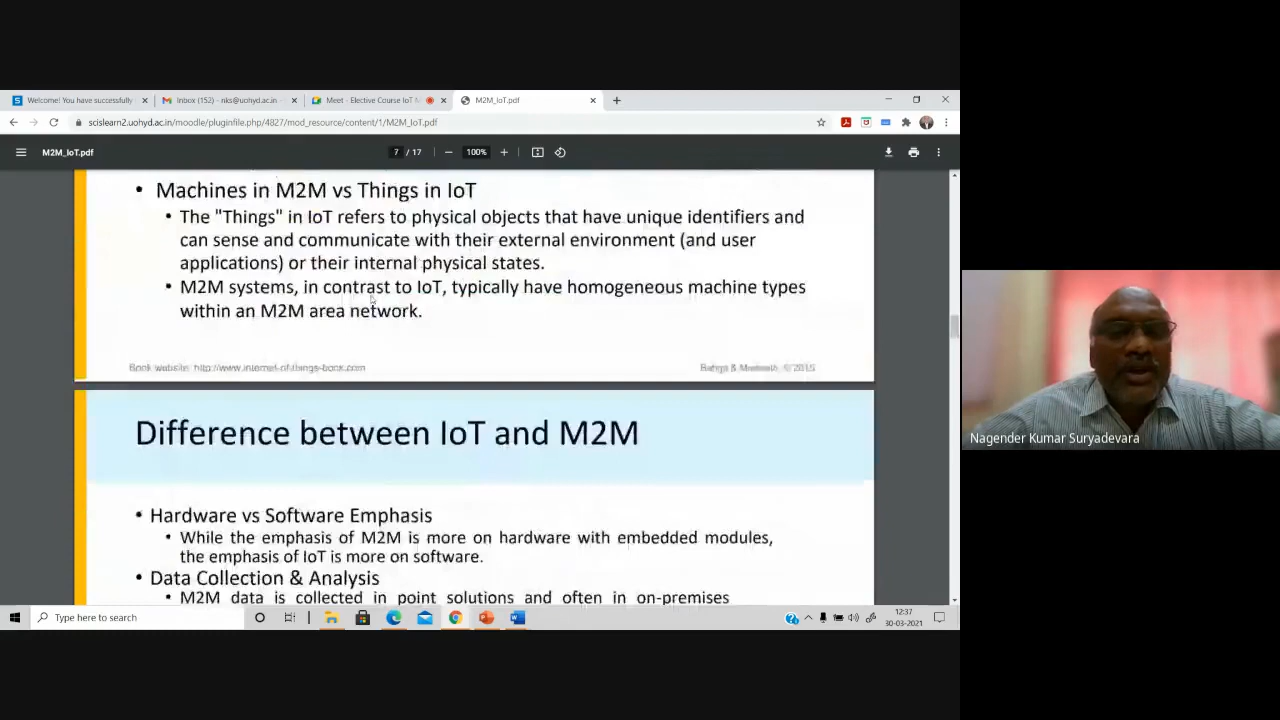 Welcome! You have successfully
Inbox (152) - nks@uohyd.ac.in -
Meet - Elective Course IoT M
M2M_IoT.pdf
scislearn2.uohyd.ac.in/moodle/pluginfile.php/4827/mod_resource/content/1/M2M_IoT.pdf
M2M_IoT.pdf
7 / 17
100%
• Machines in M2M vs Things in IoT
• The "Things" in IoT refers to physical objects that have unique identifiers and
can sense and communicate with their external environment (and user
applications) or their internal physical states.
• M2M systems, in contrast to IoT, typically have homogeneous machine types
within an M2M area network.
Book website: http://www.internet-of-things-book.com
Bahga & Madisetti, © 2015
Difference between IoT and M2M
• Hardware vs Software Emphasis
• While the emphasis of M2M is more on hardware with embedded modules,
the emphasis of IoT is more on software.
• Data Collection & Analysis
• M2M data is collected in point solutions and often in on-premises
Nagender Kumar Suryadevara
Type here to search
12:37
30-03-2021